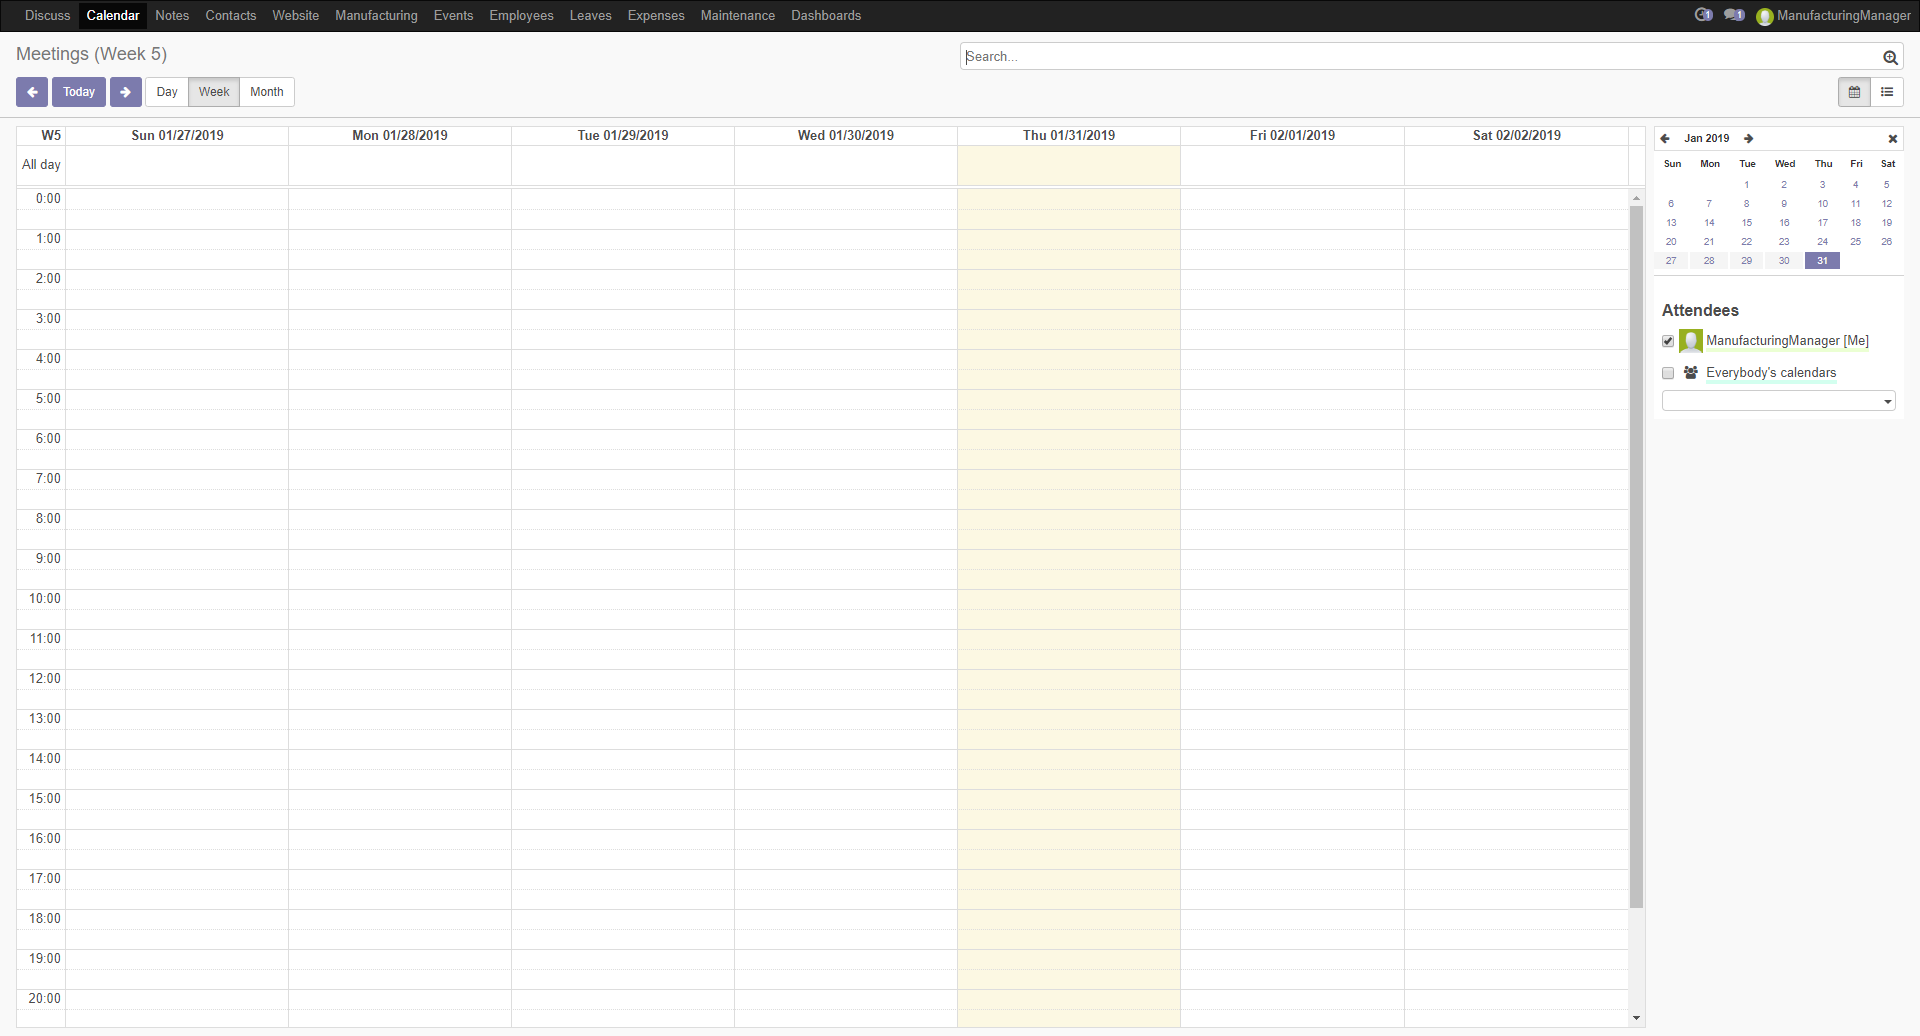 Discuss Calendar Notes Contacts Website Manufacturing Events Employees Leaves Expenses Maintenance Dashboards 1 1 ManufacturingManager
Meetings (Week 5)
Search...
Today Day Week Month
W5 Sun 01/27/2019 Mon 01/28/2019 Tue 01/29/2019 Wed 01/30/2019 Thu 01/31/2019 Fri 02/01/2019 Sat 02/02/2019
All day
0:00
1:00
2:00
3:00
4:00
5:00
6:00
7:00
8:00
9:00
10:00
11:00
12:00
13:00
14:00
15:00
16:00
17:00
18:00
19:00
20:00
Jan 2019
Sun Mon Tue Wed Thu Fri Sat
1 2 3 4 5
6 7 8 9 10 11 12
13 14 15 16 17 18 19
20 21 22 23 24 25 26
27 28 29 30 31
Attendees
ManufacturingManager [Me]
Everybody's calendars